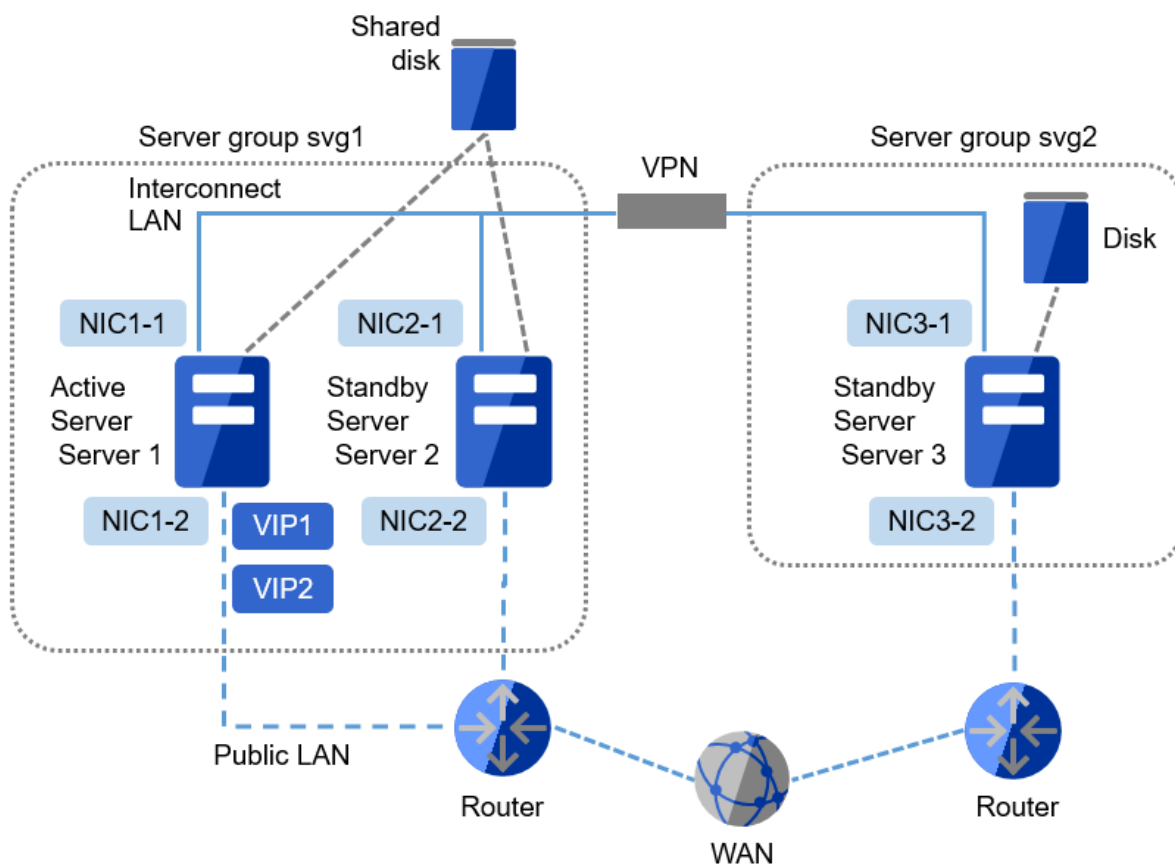 Shared
disk
Server group svg1
Server group svg2
Interconnect
LAN
VPN
Disk
NIC1-1
NIC2-1
NIC3-1
Active
Server
Server 1
Standby
Server
Server 2
Standby
Server
Server 3
NIC1-2
VIP1
NIC2-2
NIC3-2
VIP2
Public LAN
Router
Router
WAN